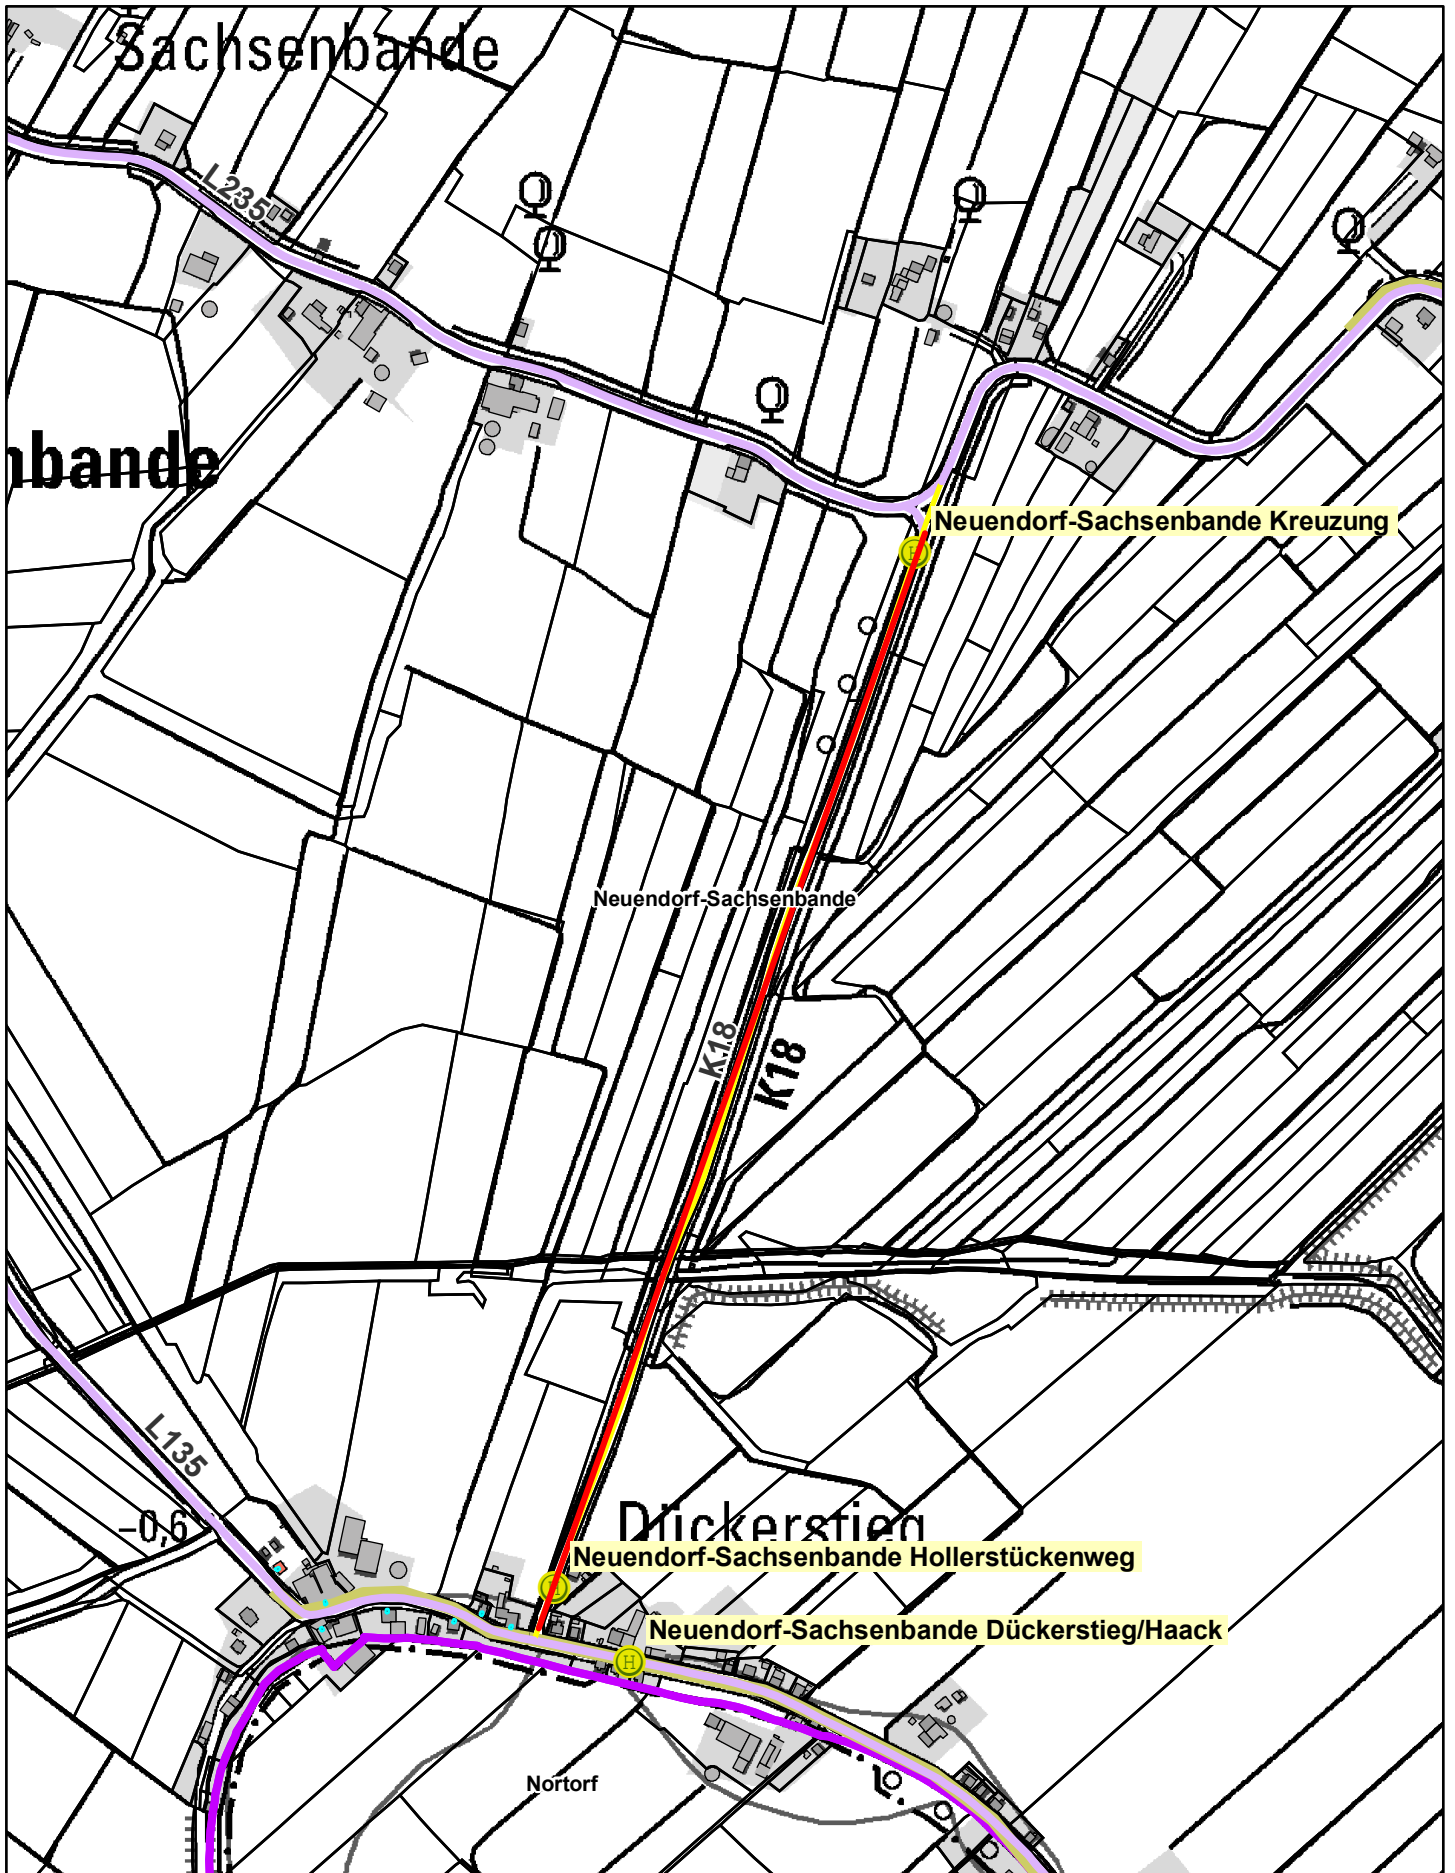 Sachsenbande
L235
nbande
Neuendorf-Sachsenbande Kreuzung
H
Neuendorf-Sachsenbande
K18
K18
L135
-0,6
Dückerstieg
Neuendorf-Sachsenbande Hollerstückenweg
H
Neuendorf-Sachsenbande Dückerstieg/Haack
H
Nortorf